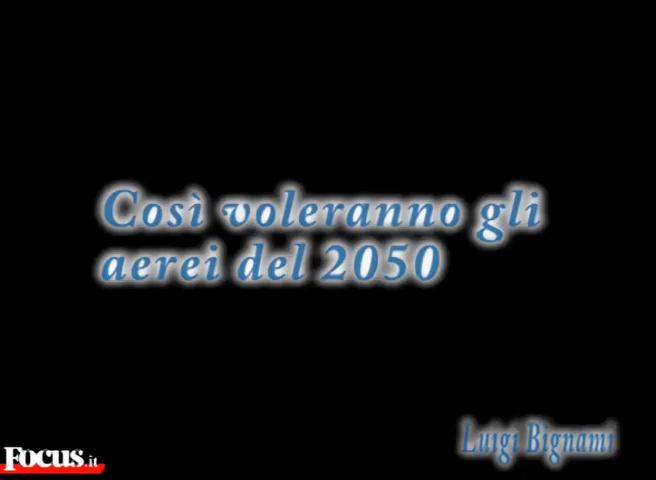 Così voleranno gli
aerei del 2050
Luigi Bignami
Focus.it